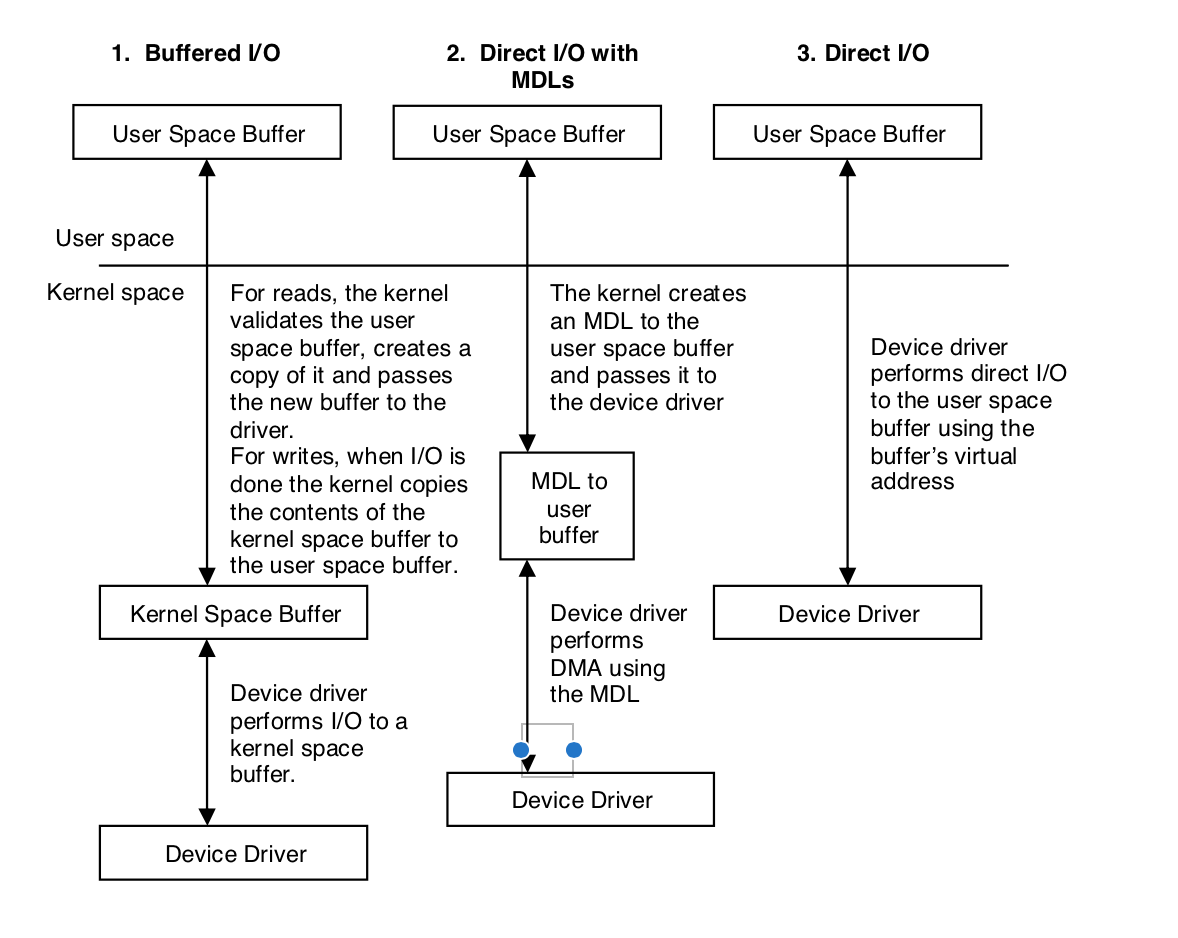 1. Buffered I/O
2. Direct I/O with
MDLs
3. Direct I/O
User Space Buffer
User Space Buffer
User Space Buffer
User space
Kernel space
For reads, the kernel
validates the user
space buffer, creates a
copy of it and passes
the new buffer to the
driver.
For writes, when I/O is
done the kernel copies
the contents of the
kernel space buffer to
the user space buffer.
The kernel creates
an MDL to the
user space buffer
and passes it to
the device driver
Device driver
performs direct I/O
to the user space
buffer using the
buffer’s virtual
address
MDL to
user
buffer
Kernel Space Buffer
Device driver
performs
DMA using
the MDL
Device Driver
Device driver
performs I/O to a
kernel space
buffer.
Device Driver
Device Driver